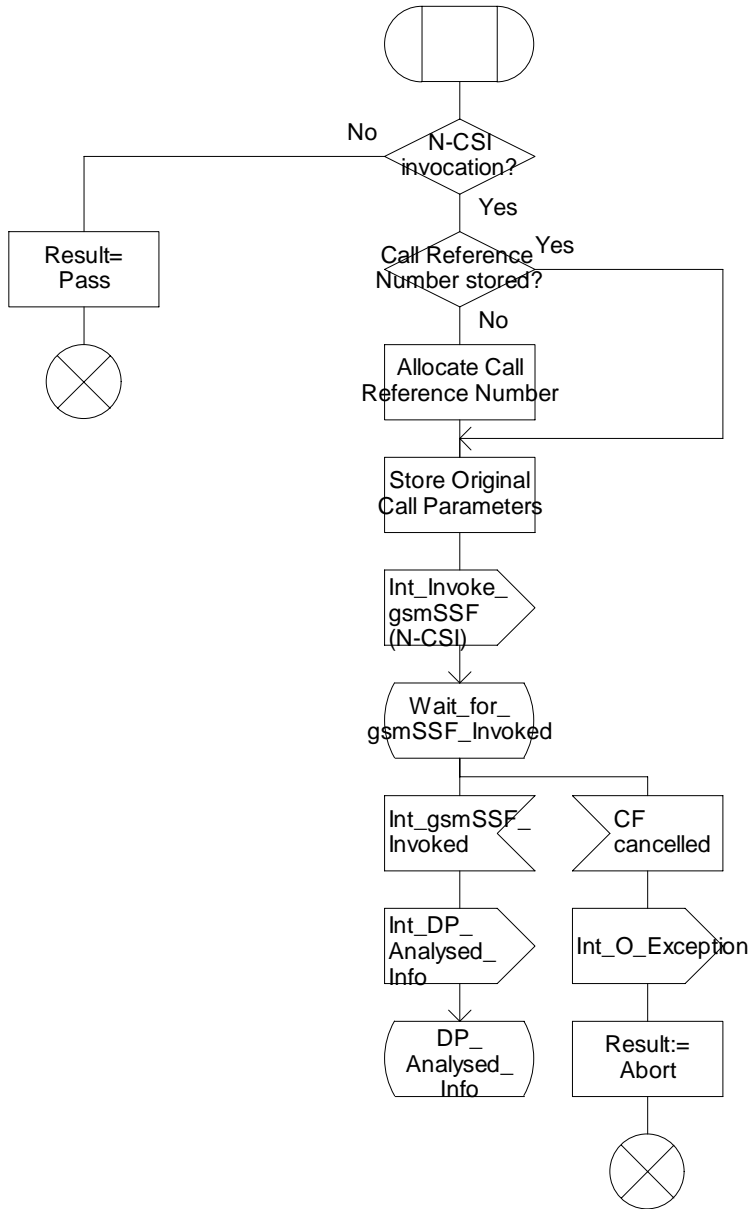 No
N-CSI
invocation?
Yes
Result=
Pass
Call Reference
Number stored?
Yes
No
Allocate Call
Reference Number
Store Original
Call Parameters
Int_Invoke_
gsmSSF
(N-CSI)
Wait_for_
gsmSSF_Invoked
Int_gsmSSF_
Invoked
CF
cancelled
Int_DP_
Analysed_
Info
Int_O_Exception
DP_
Analysed_
Info
Result:=
Abort